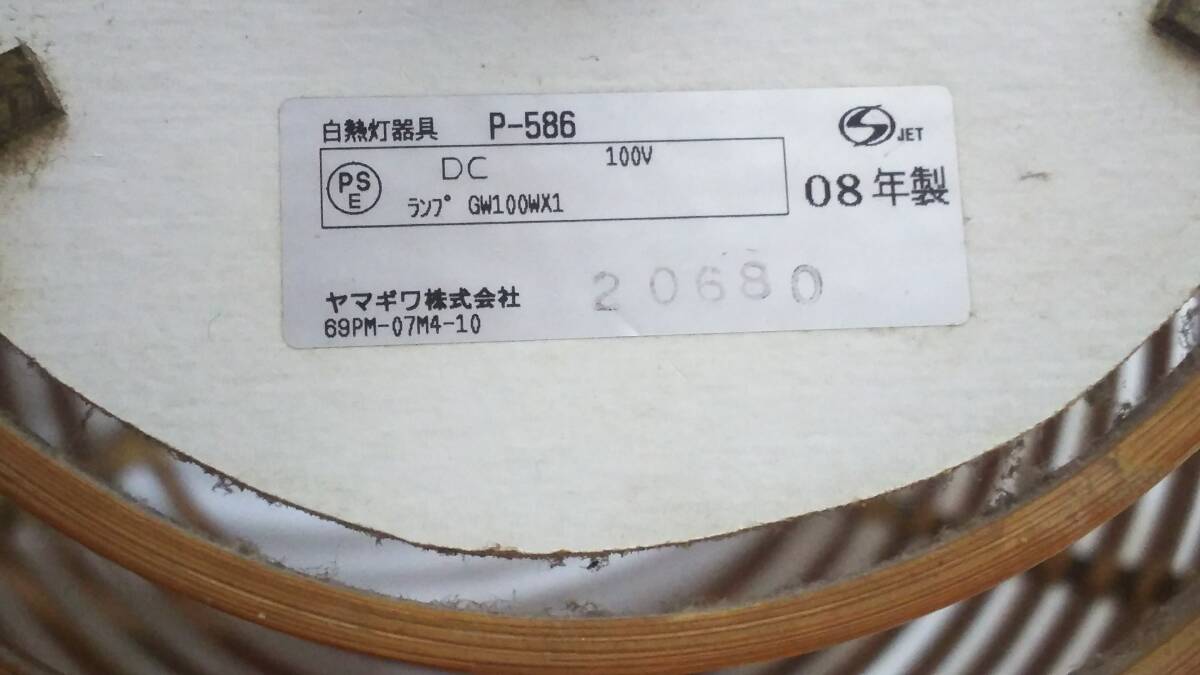 白熱灯器具 P-586
JET
PS
E
DC 100V
ランプ GW100WX1
08年製
ヤマギワ株式会社
20680
69PM-07M4-10